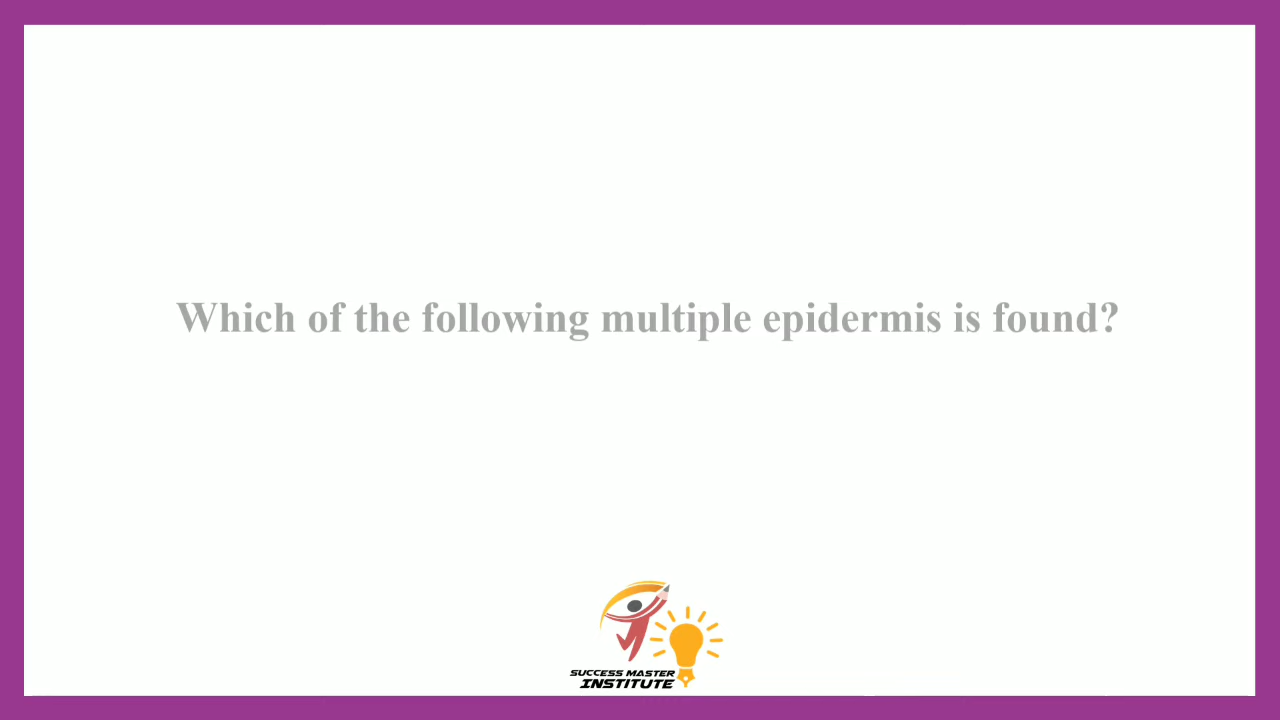 Which of the following multiple epidermis is found?
SUCCESS MASTER
INSTITUTE